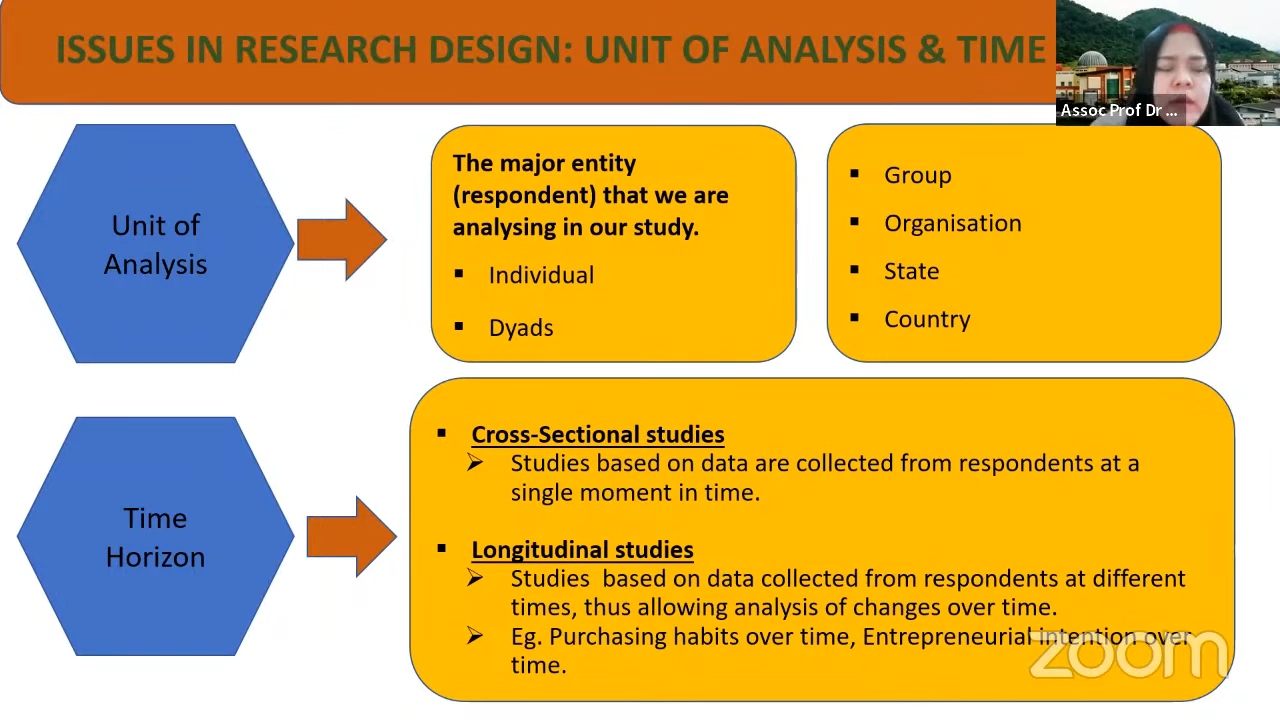 ISSUES IN RESEARCH DESIGN: UNIT OF ANALYSIS & TIME
Assoc Prof Dr ...
Unit of
Analysis
The major entity
(respondent) that we are
analysing in our study.
▪ Individual
▪ Dyads
▪ Group
▪ Organisation
▪ State
▪ Country
Time
Horizon
▪ Cross-Sectional studies
➢ Studies based on data are collected from respondents at a
single moment in time.
▪ Longitudinal studies
➢ Studies  based on data collected from respondents at different
times, thus allowing analysis of changes over time.
➢ Eg. Purchasing habits over time, Entrepreneurial intention over
time.
zoom